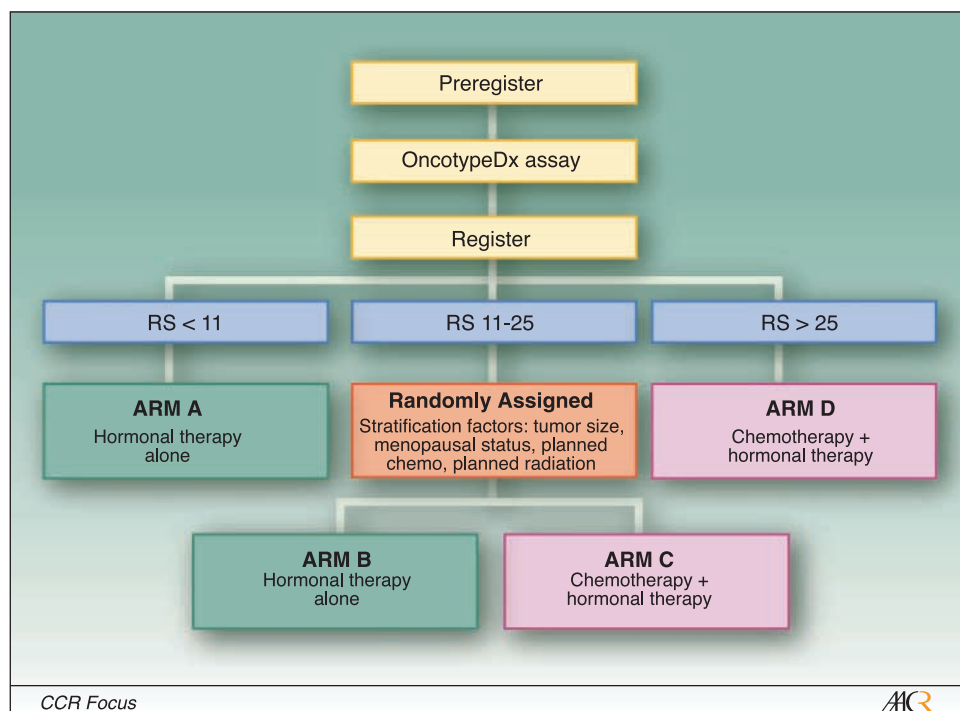 Preregister
OncotypeDx assay
Register
RS < 11
RS 11-25
RS > 25
ARM A
Hormonal therapy
alone
Randomly Assigned
Stratification factors: tumor size,
menopausal status, planned
chemo, planned radiation
ARM D
Chemotherapy +
hormonal therapy
ARM B
Hormonal therapy
alone
ARM C
Chemotherapy +
hormonal therapy
CCR Focus
AACR